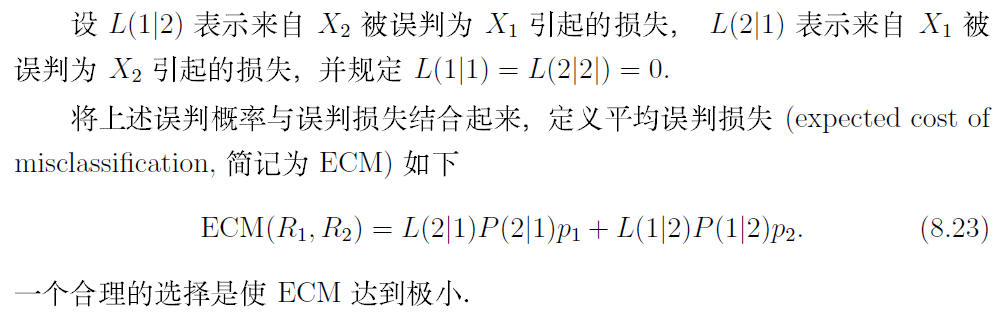 设 L(1|2) 表示来自 X₂ 被误判为 X₁ 引起的损失, L(2|1) 表示来自 X₁ 被
误判为 X₂ 引起的损失, 并规定 L(1|1) = L(2|2|) = 0.
将上述误判概率与误判损失结合起来, 定义平均误判损失 (expected cost of
misclassification, 简记为 ECM) 如下
ECM(R₁, R₂) = L(2|1)P(2|1)p₁ + L(1|2)P(1|2)p₂. (8.23)
一个合理的选择是使 ECM 达到极小.